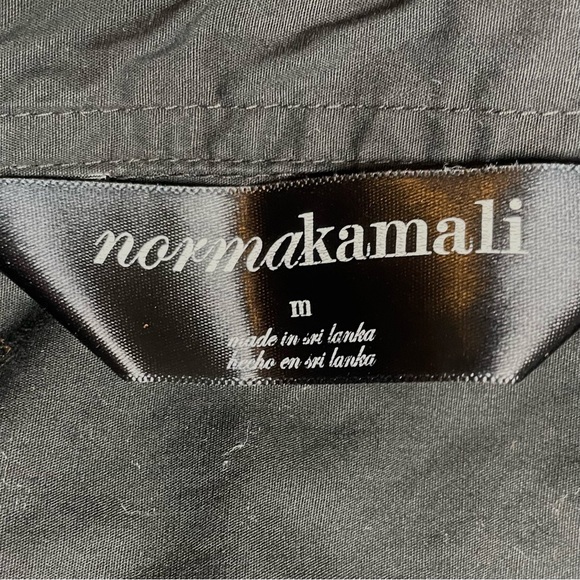 normakamali
m
made in sri lanka
hecho en sri lanka